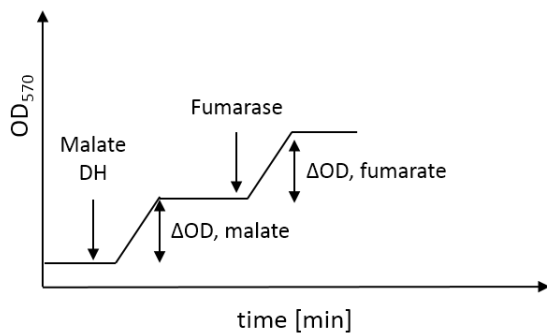 OD₅₇₀
Fumarase
Malate
DH
ΔOD, fumarate
ΔOD, malate
time [min]